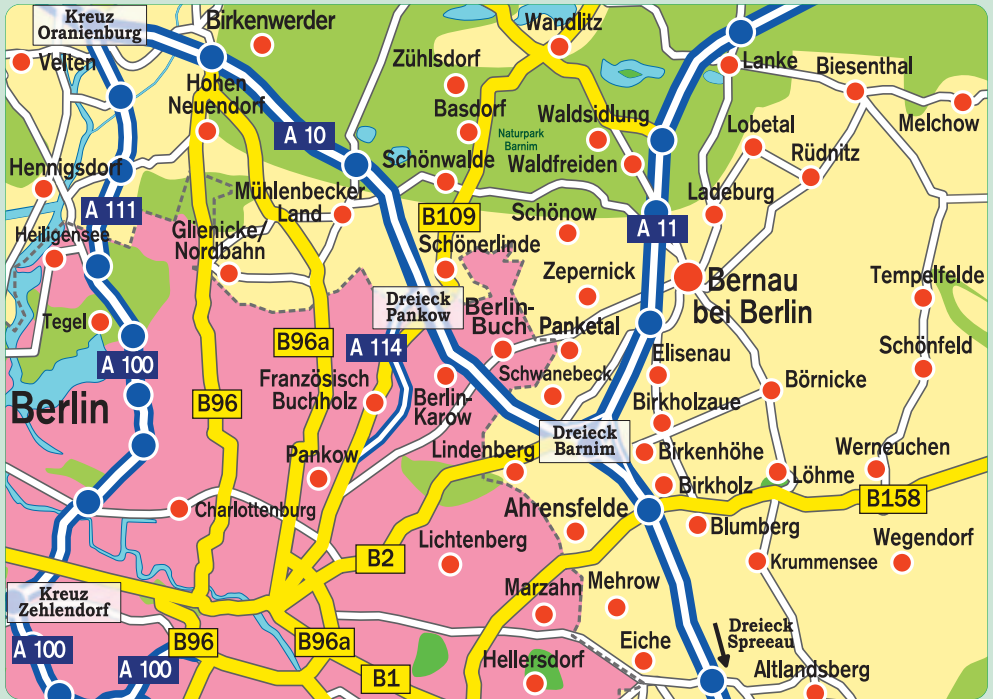 Kreuz
Oranienburg
Birkenwerder
Wandlitz
Velten
Zühlsdorf
Lanke
Biesenthal
Hohen
Neuendorf
Basdorf
Waldsidlung
Melchow
A 10
Naturpark
Barnim
Lobetal
Hennigsdorf
Schönwalde
Waldfreiden
Rüdnitz
Mühlenbecker
Land
Ladeburg
A 111
B109
Schönow
A 11
Heiligensee
Glienicke/
Nordbahn
Schönerlinde
Zepernick
Bernau
bei Berlin
Tempelfelde
Dreieck
Pankow
Berlin-
Buch
Tegel
B96a
A 114
Panketal
Schönfeld
A 100
Elisenau
Französisch
Buchholz
Schwanebeck
Börnicke
Berlin
B96
Berlin-
Karow
Birkholzaue
Dreieck
Barnim
Pankow
Lindenberg
Birkenhöhe
Werneuchen
Löhme
Birkholz
B158
Charlottenburg
Ahrensfelde
Blumberg
Lichtenberg
Wegendorf
B2
Krummensee
Kreuz
Zehlendorf
Marzahn
Mehrow
Dreieck
Spreeau
A 100
B96
B96a
Eiche
A 100
Hellersdorf
Altlandsberg
B1